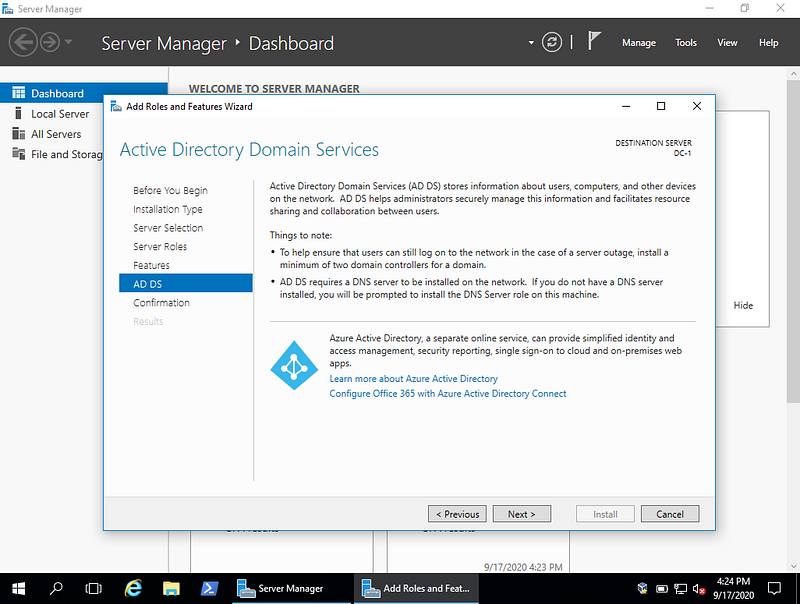 Server Manager
Server Manager ‣ Dashboard
Manage Tools View Help
Dashboard
Local Server
All Servers
File and Storag
WELCOME TO SERVER MANAGER
Add Roles and Features Wizard
Active Directory Domain Services
DESTINATION SERVER
DC-1
Before You Begin
Installation Type
Server Selection
Server Roles
Features
AD DS
Confirmation
Results
Active Directory Domain Services (AD DS) stores information about users, computers, and other devices
on the network. AD DS helps administrators securely manage this information and facilitates resource
sharing and collaboration between users.
Things to note:
• To help ensure that users can still log on to the network in the case of a server outage, install a
minimum of two domain controllers for a domain.
• AD DS requires a DNS server to be installed on the network. If you do not have a DNS server
installed, you will be prompted to install the DNS Server role on this machine.
Azure Active Directory, a separate online service, can provide simplified identity and
access management, security reporting, single sign-on to cloud and on-premises web
apps.
Learn more about Azure Active Directory
Configure Office 365 with Azure Active Directory Connect
Hide
< Previous Next > Install Cancel
9/17/2020 4:23 PM
Server Manager
Add Roles and Feat...
4:24 PM
9/17/2020